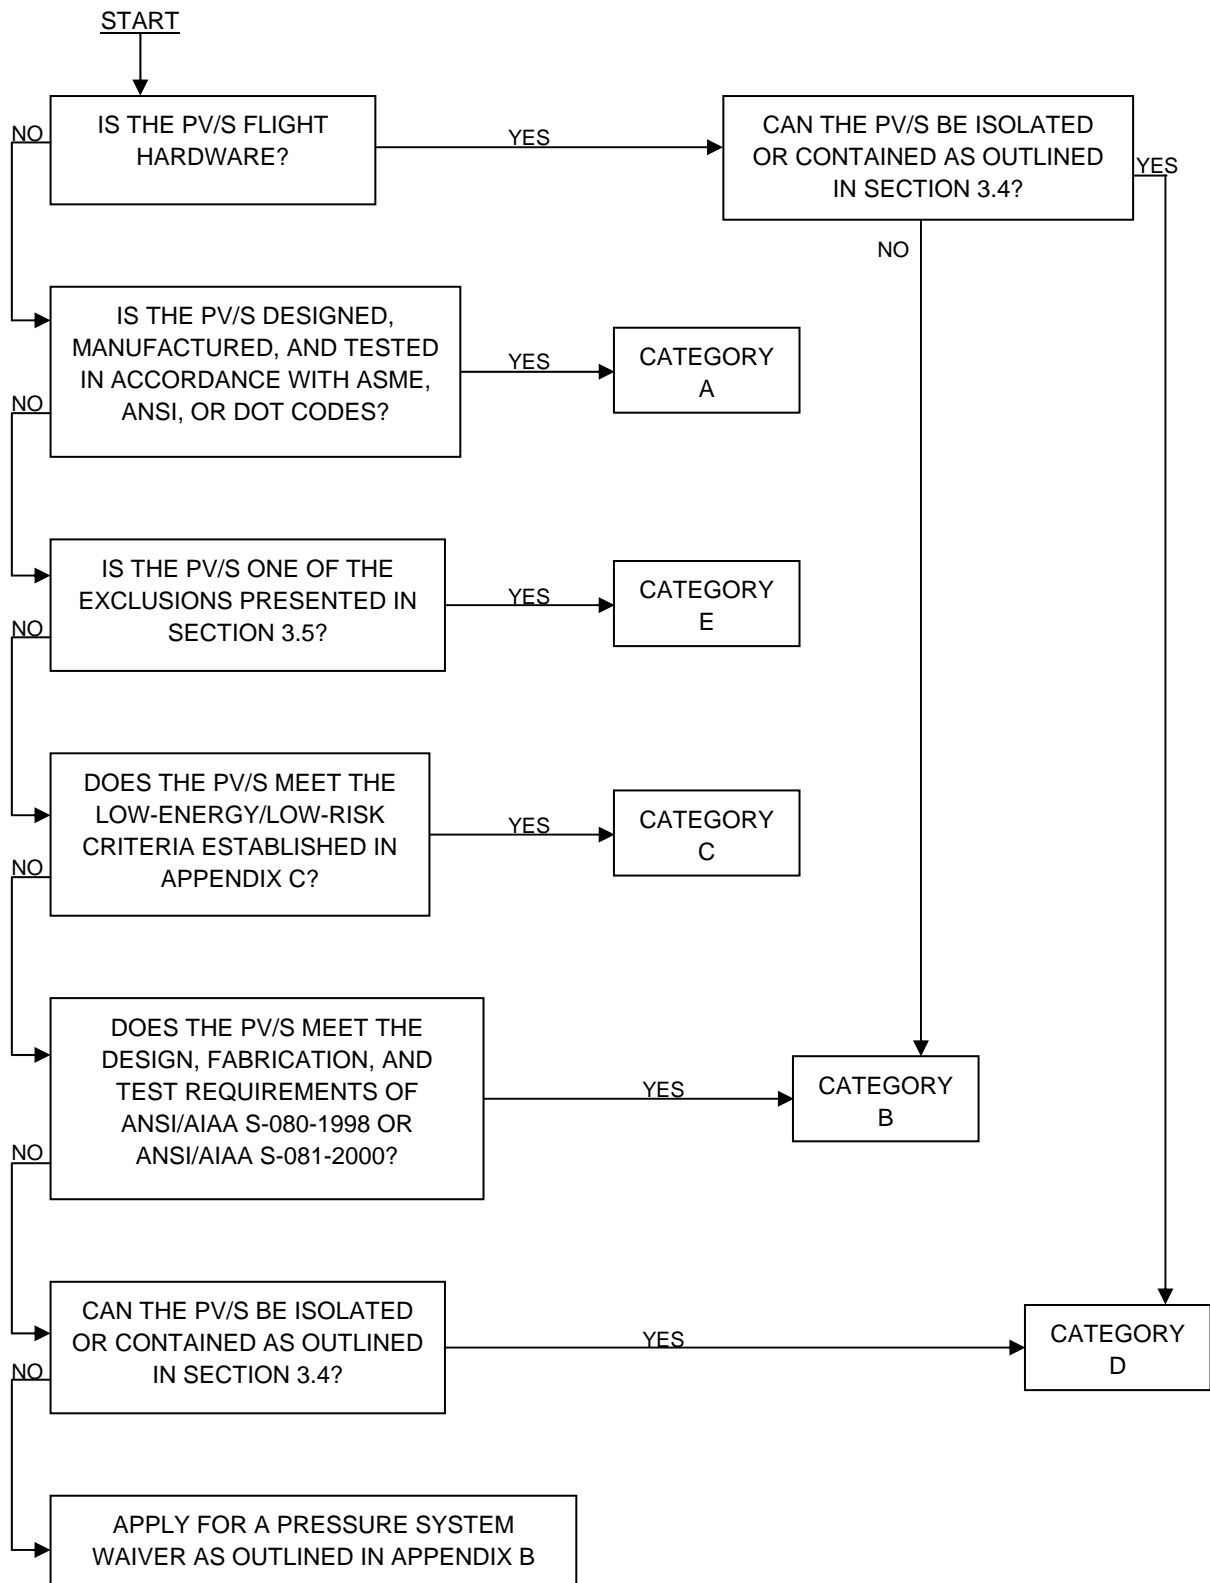 START
IS THE PV/S FLIGHT
HARDWARE?
NO
YES
CAN THE PV/S BE ISOLATED
OR CONTAINED AS OUTLINED
IN SECTION 3.4?
YES
NO
IS THE PV/S DESIGNED,
MANUFACTURED, AND TESTED
IN ACCORDANCE WITH ASME,
ANSI, OR DOT CODES?
YES
CATEGORY
A
NO
IS THE PV/S ONE OF THE
EXCLUSIONS PRESENTED IN
SECTION 3.5?
YES
CATEGORY
E
NO
DOES THE PV/S MEET THE
LOW-ENERGY/LOW-RISK
CRITERIA ESTABLISHED IN
APPENDIX C?
YES
CATEGORY
C
NO
DOES THE PV/S MEET THE
DESIGN, FABRICATION, AND
TEST REQUIREMENTS OF
ANSI/AIAA S-080-1998 OR
ANSI/AIAA S-081-2000?
YES
CATEGORY
B
NO
CAN THE PV/S BE ISOLATED
OR CONTAINED AS OUTLINED
IN SECTION 3.4?
YES
CATEGORY
D
NO
APPLY FOR A PRESSURE SYSTEM
WAIVER AS OUTLINED IN APPENDIX B